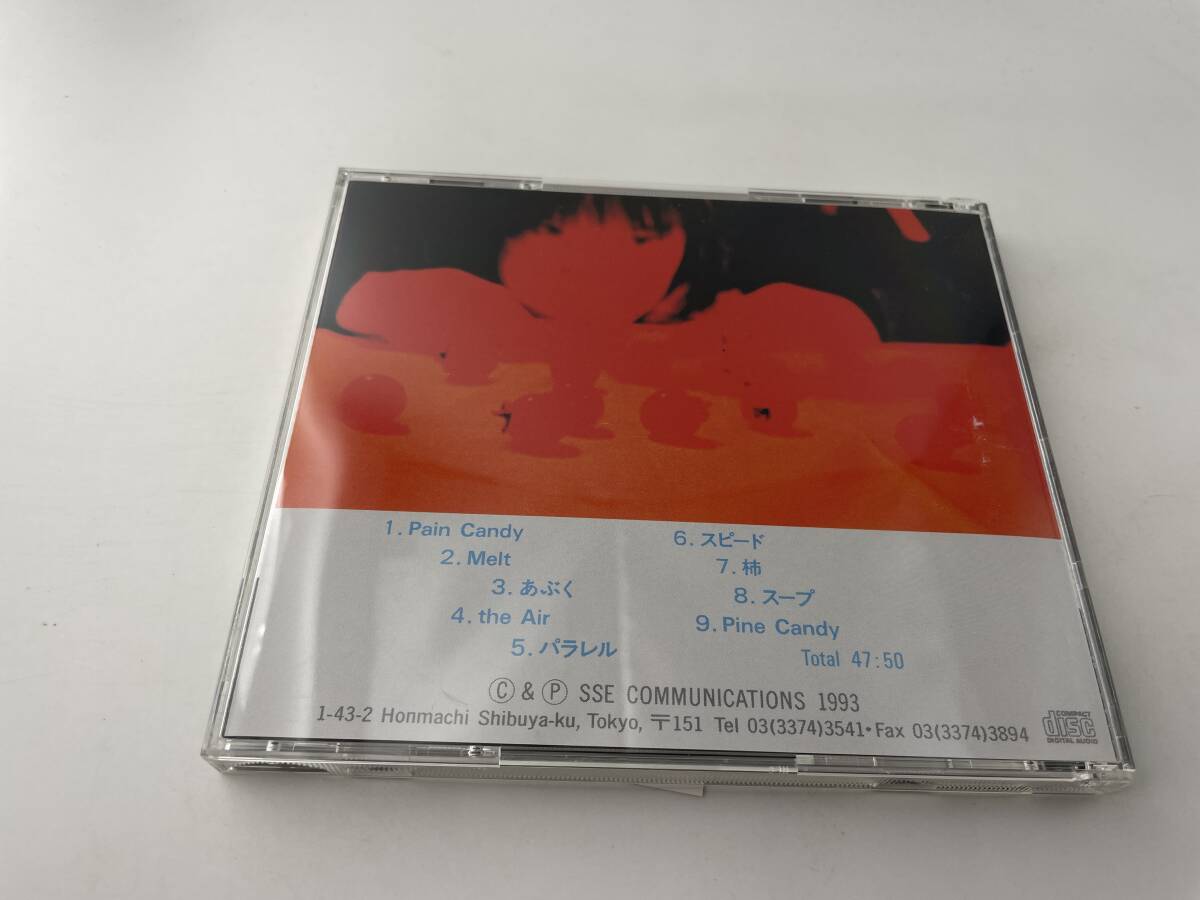 1. Pain Candy
2. Melt
3. あぶく
4. the Air
5. パラレル
6. スピード
7. 柿
8. スープ
9. Pine Candy
Total 47:50
Ⓒ & Ⓟ SSE COMMUNICATIONS 1993
1-43-2 Honmachi Shibuya-ku, Tokyo, 〒151 Tel 03(3374)3541・Fax 03(3374)3894
COMPACT
disc
DIGITAL AUDIO